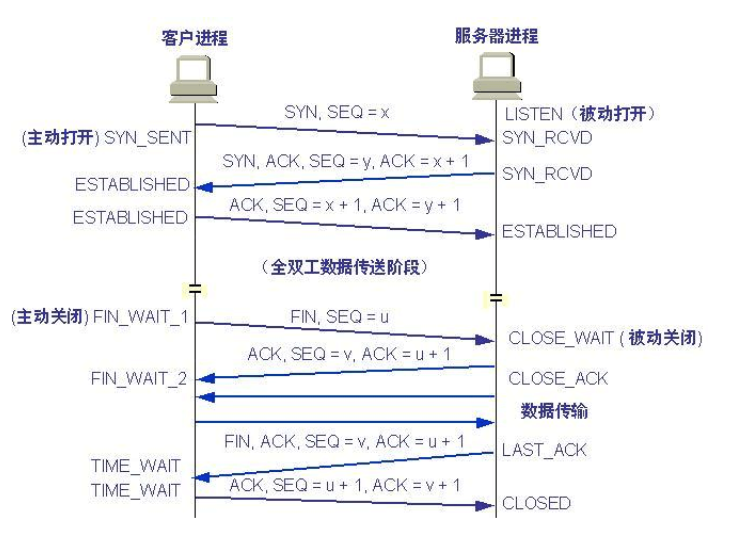 客户进程
服务器进程
SYN, SEQ = x
LISTEN（被动打开）
(主动打开) SYN_SENT
SYN_RCVD
SYN, ACK, SEQ = y, ACK = x + 1
SYN_RCVD
ESTABLISHED
ACK, SEQ = x + 1, ACK = y + 1
ESTABLISHED
ESTABLISHED
（全双工数据传送阶段）
(主动关闭) FIN_WAIT_1
FIN, SEQ = u
CLOSE_WAIT (被动关闭)
ACK, SEQ = v, ACK = u + 1
FIN_WAIT_2
CLOSE_ACK
数据传输
FIN, ACK, SEQ = v, ACK = u + 1
LAST_ACK
TIME_WAIT
TIME_WAIT
ACK, SEQ = u + 1, ACK = v + 1
CLOSED